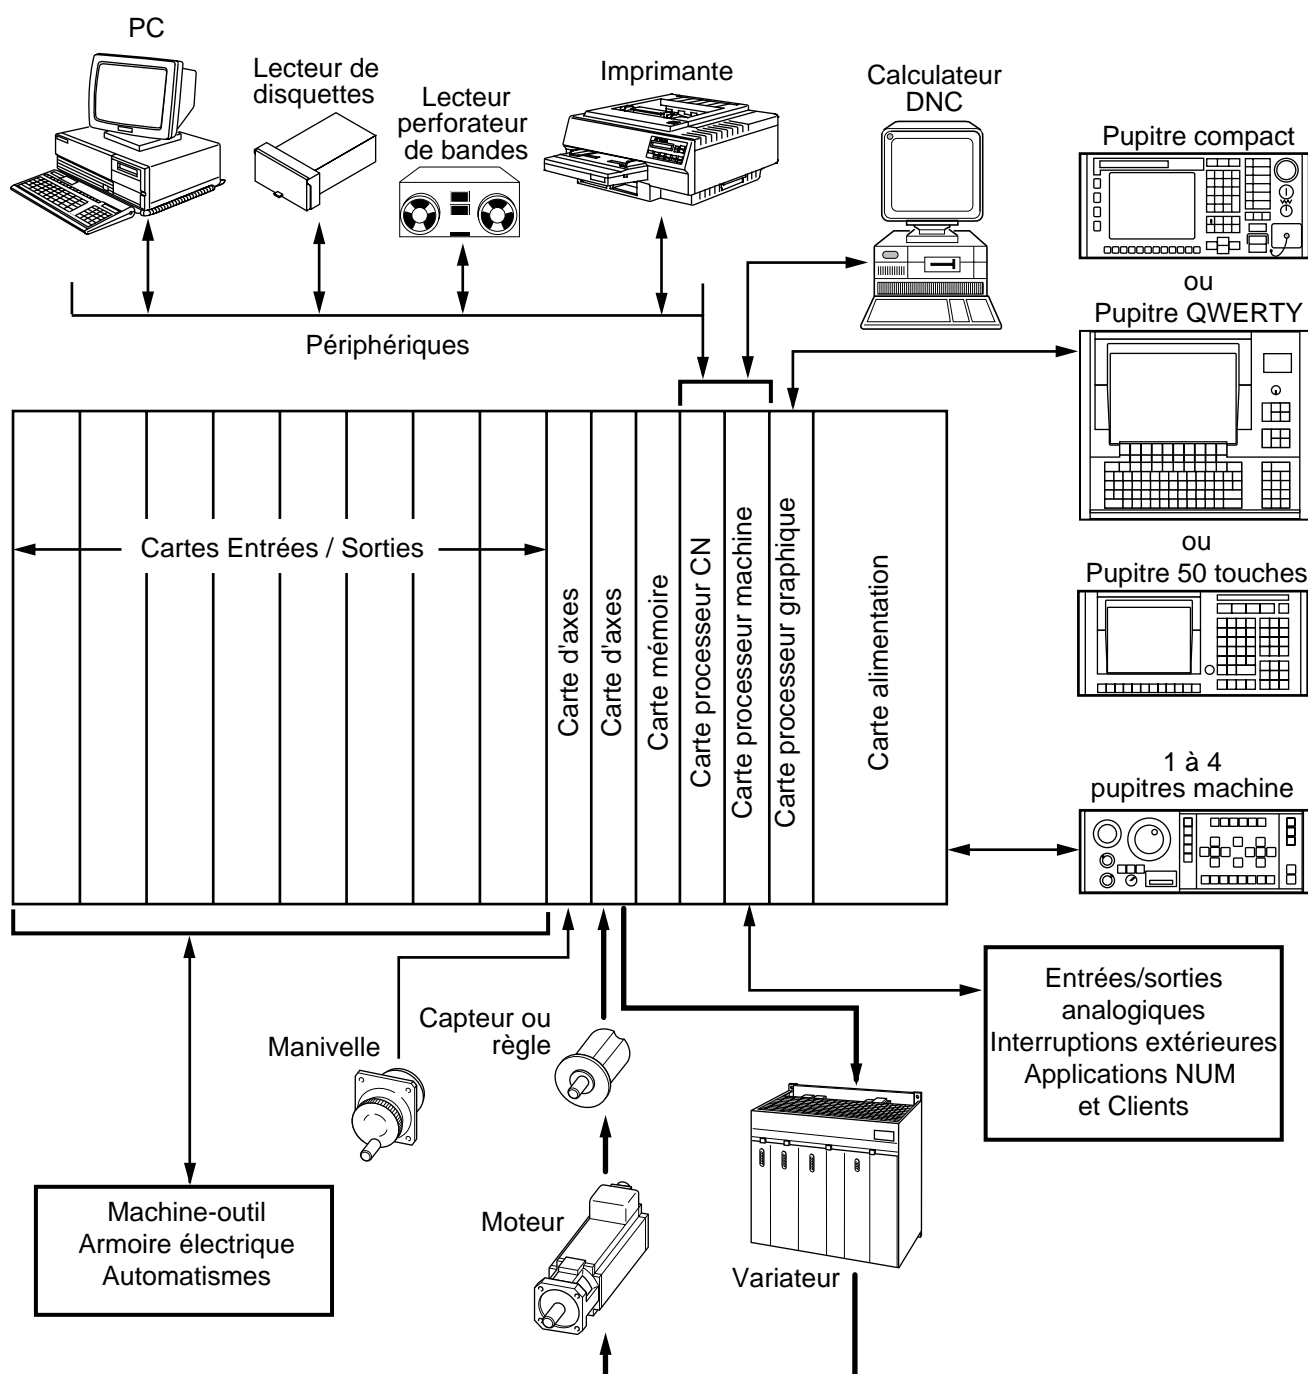 PC
Lecteur de
disquettes
Lecteur
perforateur
de bandes
Imprimante
Calculateur
DNC
Pupitre compact
ou
Pupitre QWERTY
Périphériques
Cartes Entrées / Sorties
Carte d'axes
Carte d'axes
Carte mémoire
Carte processeur CN
Carte processeur machine
Carte processeur graphique
Carte alimentation
ou
Pupitre 50 touches
1 à 4
pupitres machine
Manivelle
Capteur ou
règle
Entrées/sorties
analogiques
Interruptions extérieures
Applications NUM
et Clients
Machine-outil
Armoire électrique
Automatismes
Moteur
Variateur